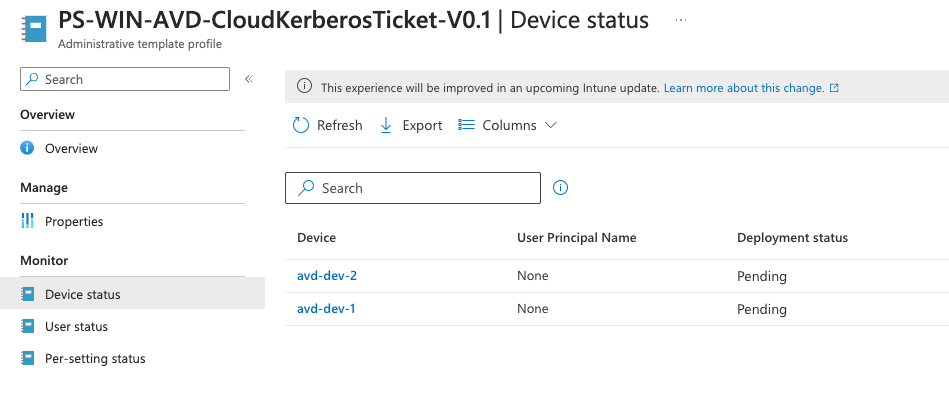 PS-WIN-AVD-CloudKerberosTicket-V0.1 | Device status ...
Administrative template profile
Search
«
Overview
Overview
Manage
Properties
Monitor
Device status
User status
Per-setting status
This experience will be improved in an upcoming Intune update. Learn more about this change.
Refresh Export Columns
Search
Device User Principal Name Deployment status
avd-dev-2 None Pending
avd-dev-1 None Pending